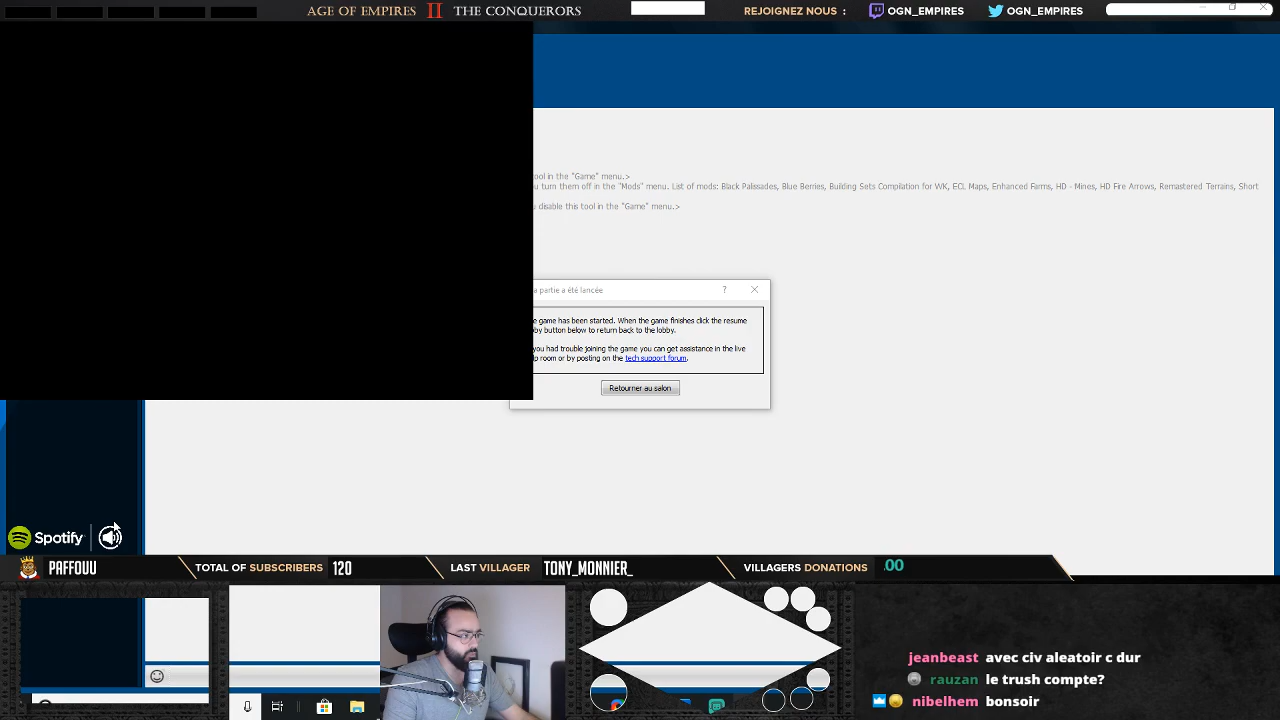 AGE OF EMPIRES II THE CONQUERORS
REJOIGNEZ NOUS : OGN_EMPIRES OGN_EMPIRES
tool in the "Game" menu.>
u turn them off in the "Mods" menu. List of mods: Black Palissades, Blue Berries, Building Sets Compilation for WK, ECL Maps, Enhanced Farms, HD - Mines, HD Fire Arrows, Remastered Terrains, Short
u disable this tool in the "Game" menu.>
a partie a été lancée
e game has been started. When the game finishes click the resume
by button below to return back to the lobby.
you had trouble joining the game you can get assistance in the live
lp room or by posting on the tech support forum.
Retourner au salon
Spotify
PAFFOUU TOTAL OF SUBSCRIBERS 120 LAST VILLAGER TONY_MONNIER_ VILLAGERS DONATIONS .00
jeanbeast avec civ aleatoir c dur
rauzan le trush compte?
nibelhem bonsoir